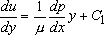 du/dy = 1/μ dp/dx y + C₁